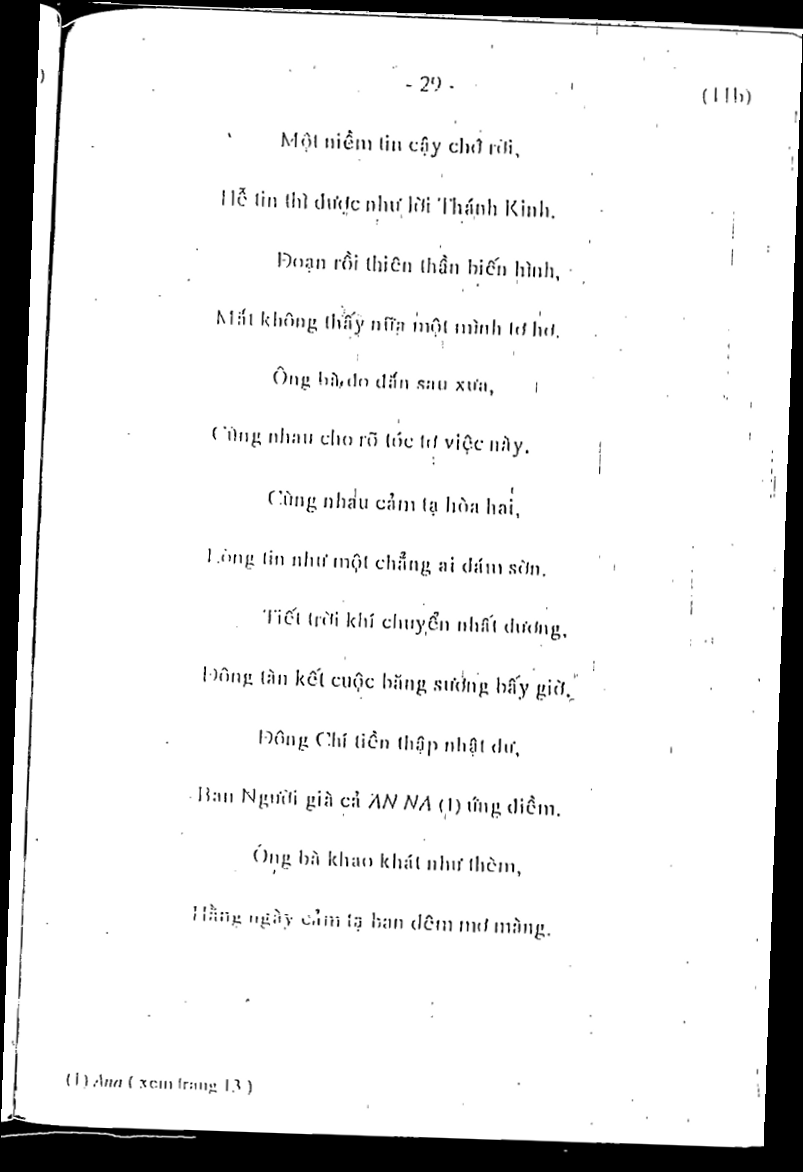 - 29 -
(11b)
Một niềm tin cậy chớ rời,
Hễ tin thì được như lời Thánh Kinh.
Đoạn rồi thiên thần biến hình,
Mắt không thấy nữa một mình tơ hơ.
Ông bà, do dấn sau xưa,
Cùng nhau cho rõ tóc tơ việc này.
Cùng nhau cảm tạ hòa hai,
Lòng tin như một chẳng ai dám sờn.
Tiết trời khí chuyển nhất dương,
Đông tàn kết cuộc băng sương bấy giờ.
Đông Chí tiền thập nhật dư,
Ban Người già cả AN NA (1) ứng điềm.
Ông bà khao khát như thèm,
Hằng ngày cảm tạ ban đêm mơ màng.
(1) Ana ( xem trang 13 )